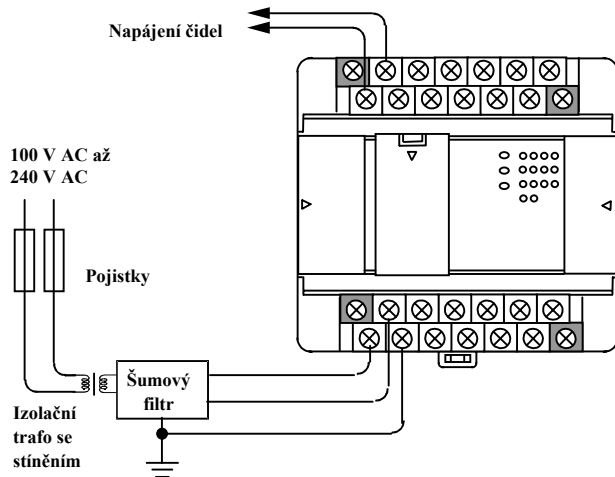 Napájení čidel
100 V AC až
240 V AC
Pojistky
Šumový
filtr
Izolační
trafo se
stíněním